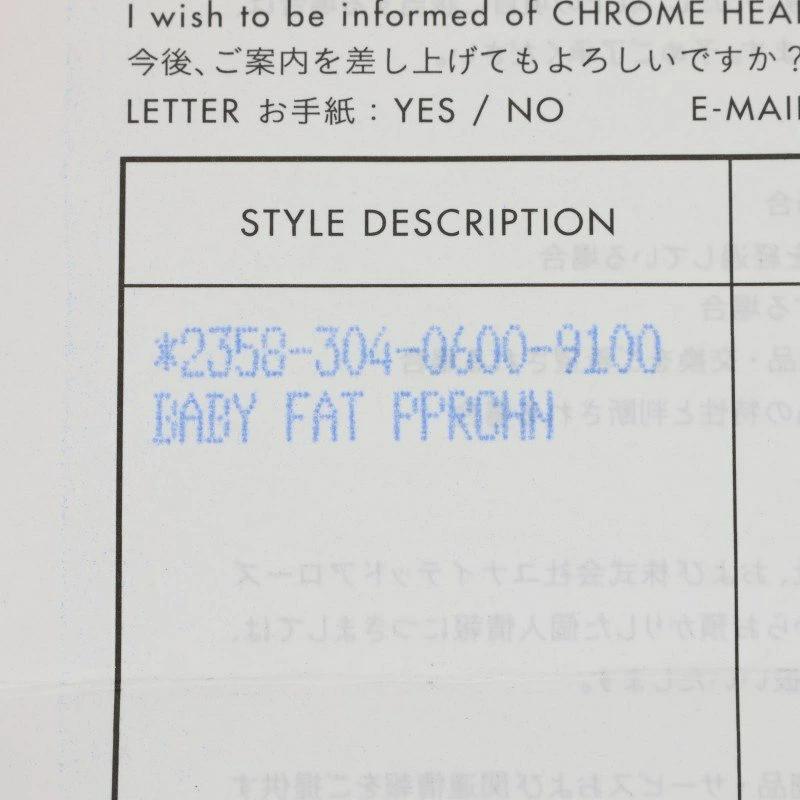 I wish to be informed of CHROME HEA
今後、ご案内を差し上げてもよろしいですか？
LETTER お手紙：YES / NO E-MAI
STYLE DESCRIPTION
*2358-304-0600-9100
BABY FAT PPRCHN